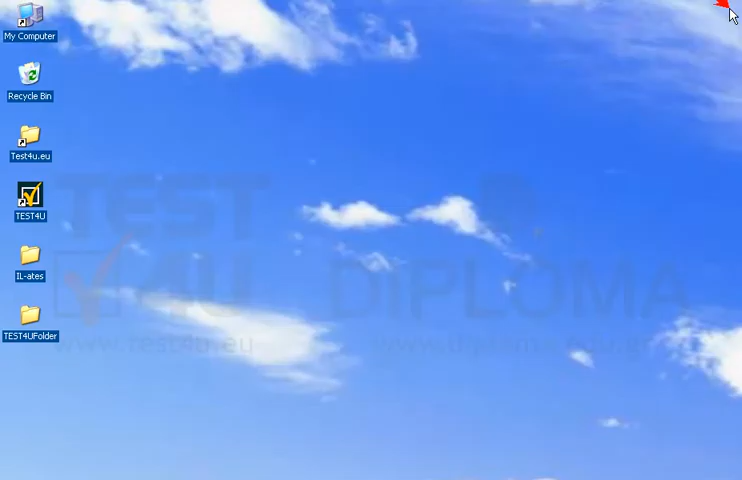 My Computer
Recycle Bin
Test4u.eu
TEST4U
IL-ates
TEST4UFolder
TEST
4U DIPLOMA
www.test4u.eu www.diploma.edu.gr